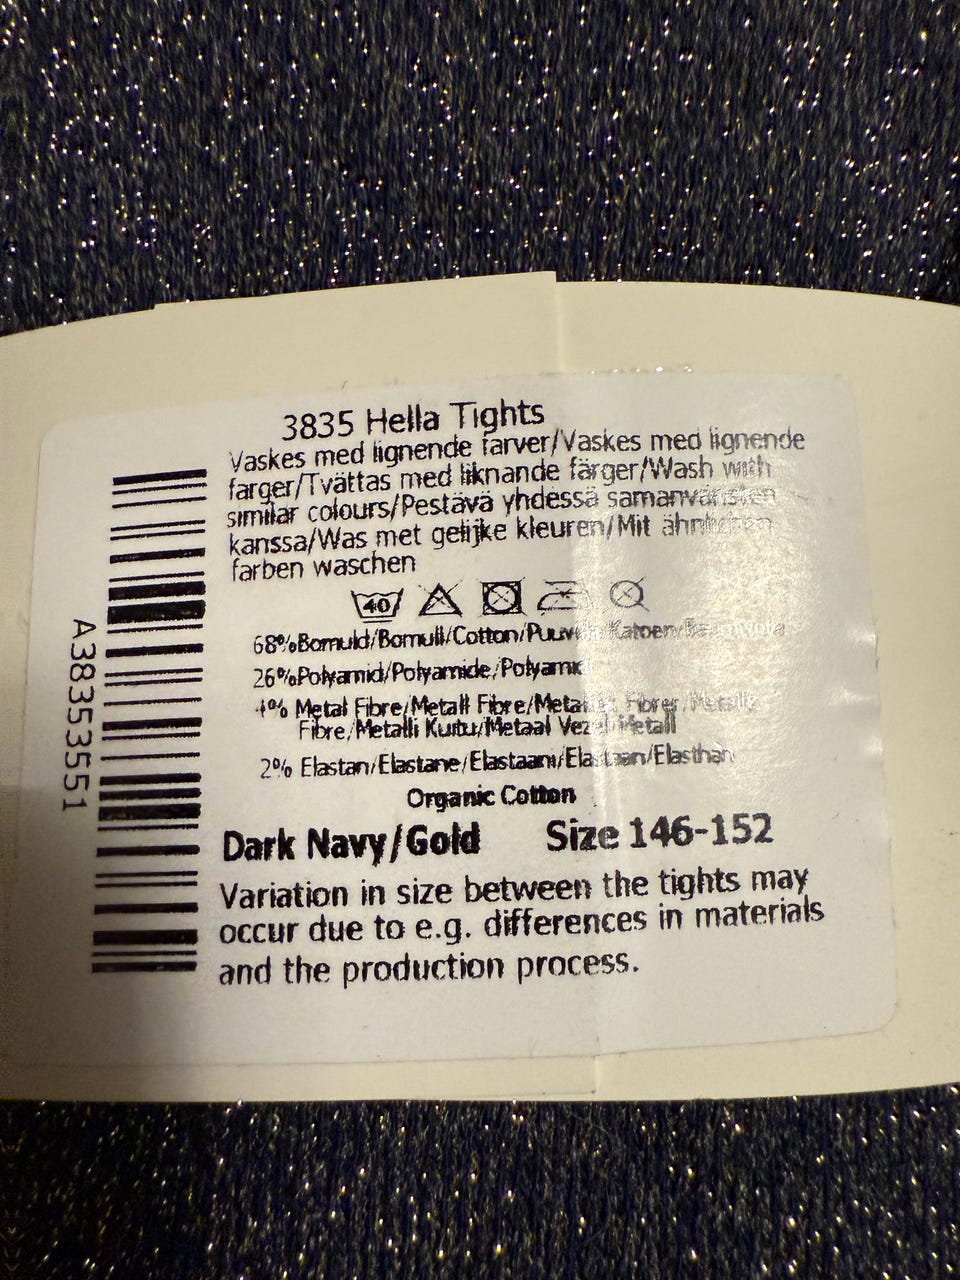 3835 Hella Tights
Vaskes med lignende farver/Vaskes med lignende
farger/Tvättas med liknande färger/Wash with
similar colours/Pestävä yhdessä samanväristen
kanssa/Was met gelijke kleuren/Mit ähnlichen
farben waschen
40
68%Bomuld/Bomull/Cotton/Puuvilla/Katoen/Baumwolle
26%Polyamid/Polyamide/Polyamid
Metal Fibre/Metall Fibre/Metallic Fibre/
Fibre/Metalli Kuitu/Metaal Vezel/Metall
2% Elastan/Elastane/Elastaani/Elastaan/Elasthan
Organic Cotton
Dark Navy/Gold Size 146-152
Variation in size between the tights may
occur due to e.g. differences in materials
and the production process.
A38353551